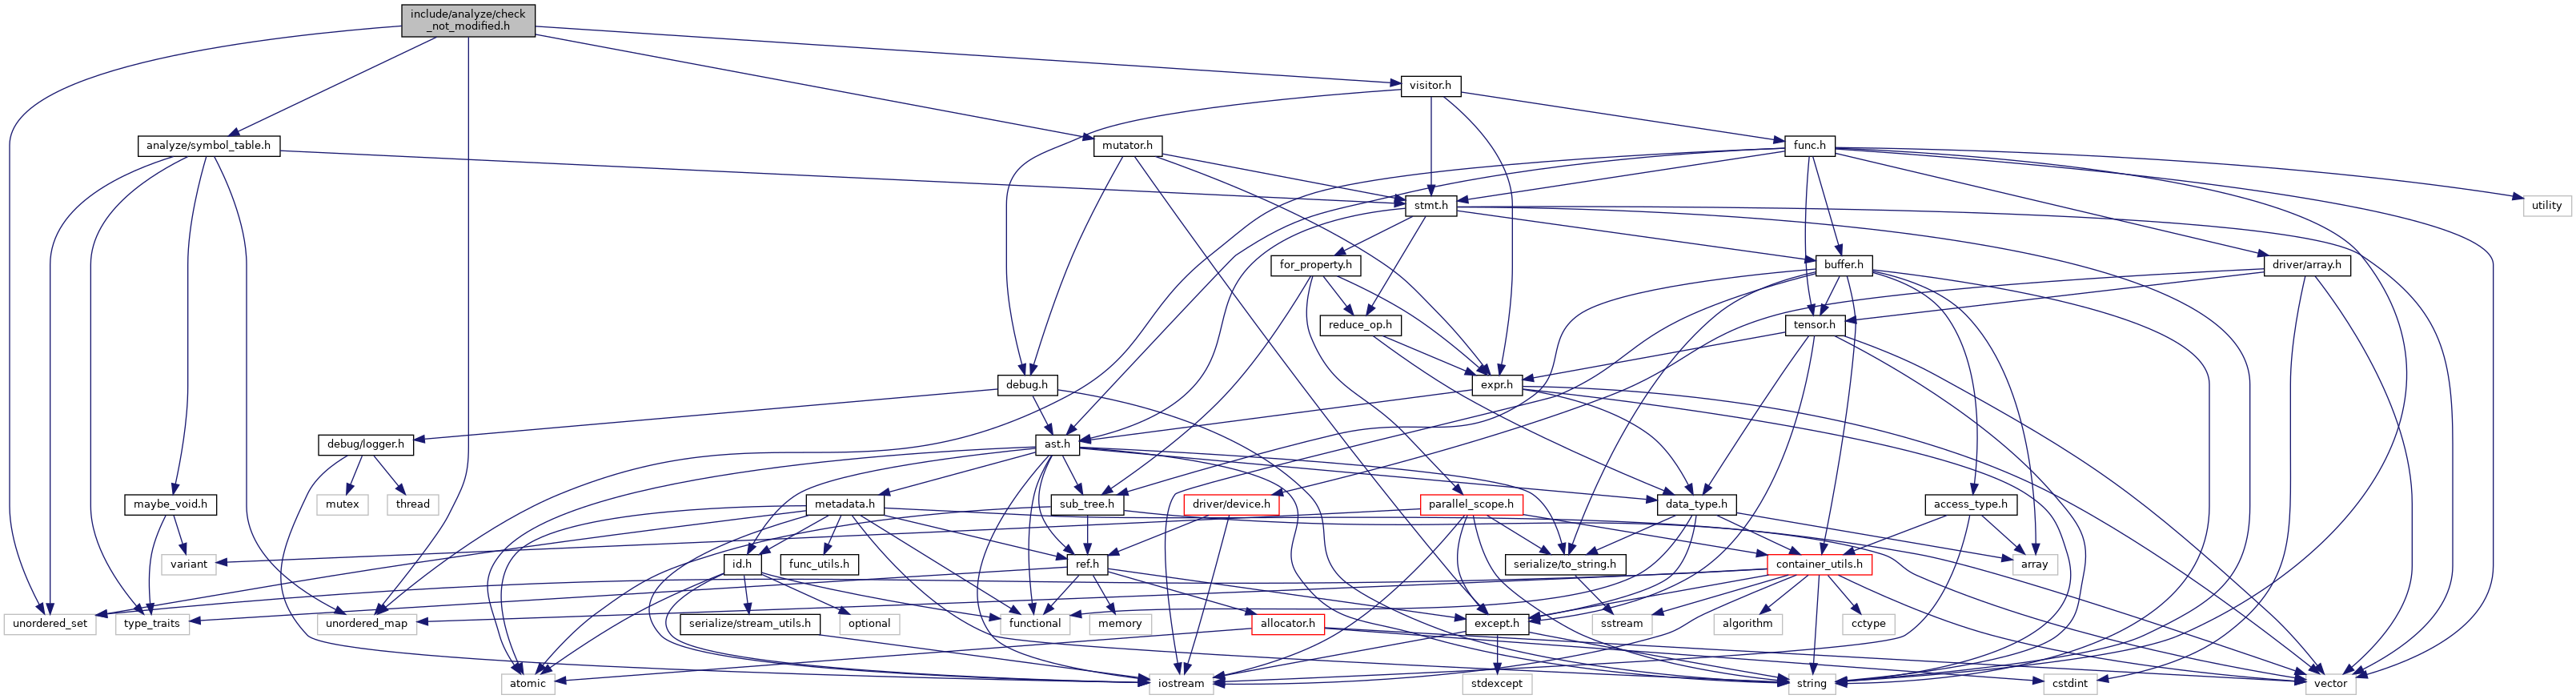 include/analyze/check
_not_modified.h
visitor.h
analyze/symbol_table.h
mutator.h
func.h
stmt.h
utility
for_property.h
buffer.h
driver/array.h
reduce_op.h
tensor.h
debug.h
expr.h
debug/logger.h
ast.h
maybe_void.h
mutex
thread
metadata.h
sub_tree.h
driver/device.h
parallel_scope.h
data_type.h
access_type.h
variant
id.h
func_utils.h
ref.h
serialize/to_string.h
container_utils.h
array
unordered_set
type_traits
unordered_map
serialize/stream_utils.h
optional
functional
memory
allocator.h
except.h
sstream
algorithm
cctype
atomic
iostream
stdexcept
string
cstdint
vector